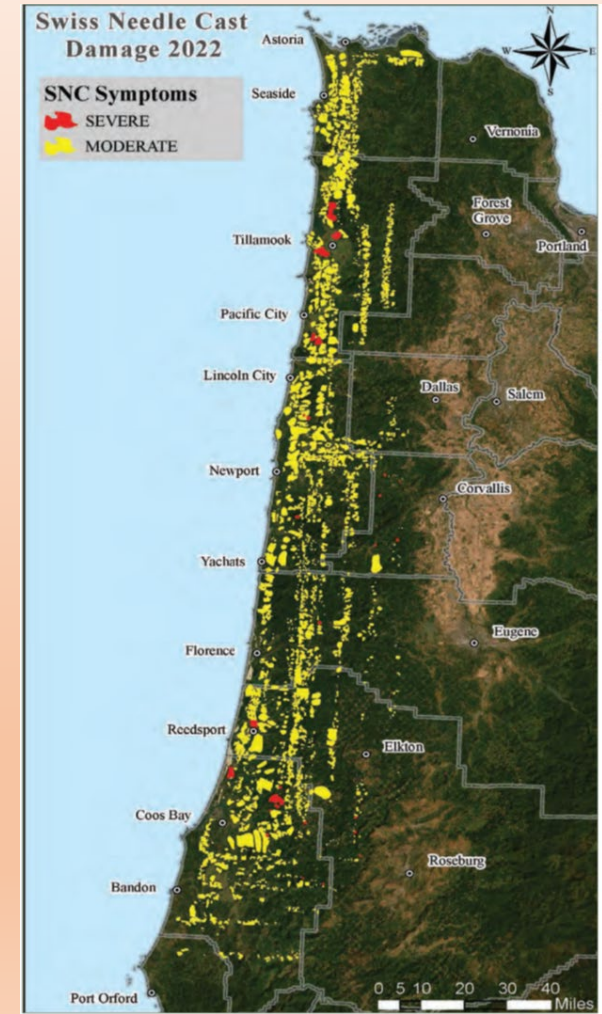 Swiss Needle Cast
Damage 2022
SNC Symptoms
SEVERE
MODERATE
N
W
E
S
Astoria
Seaside
Vernonia
Forest
Grove
Portland
Tillamook
Pacific City
Lincoln City
Dallas
Salem
Newport
Corvallis
Yachats
Eugene
Florence
Reedsport
Elkton
Coos Bay
Roseburg
Bandon
Port Orford
0 5 10 20 30 40
Miles